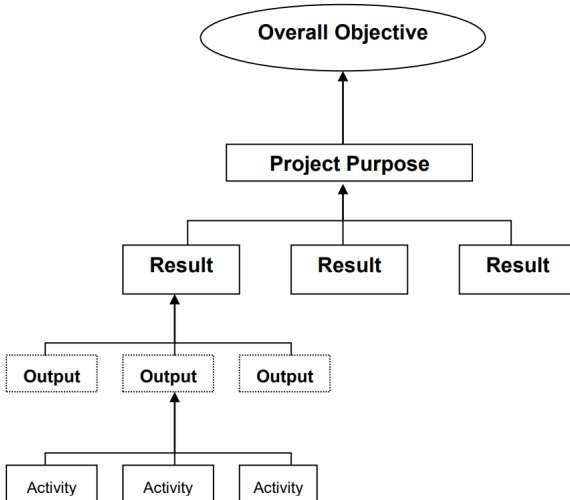 Overall Objective
Project Purpose
Result
Result
Result
Output
Output
Output
Activity
Activity
Activity